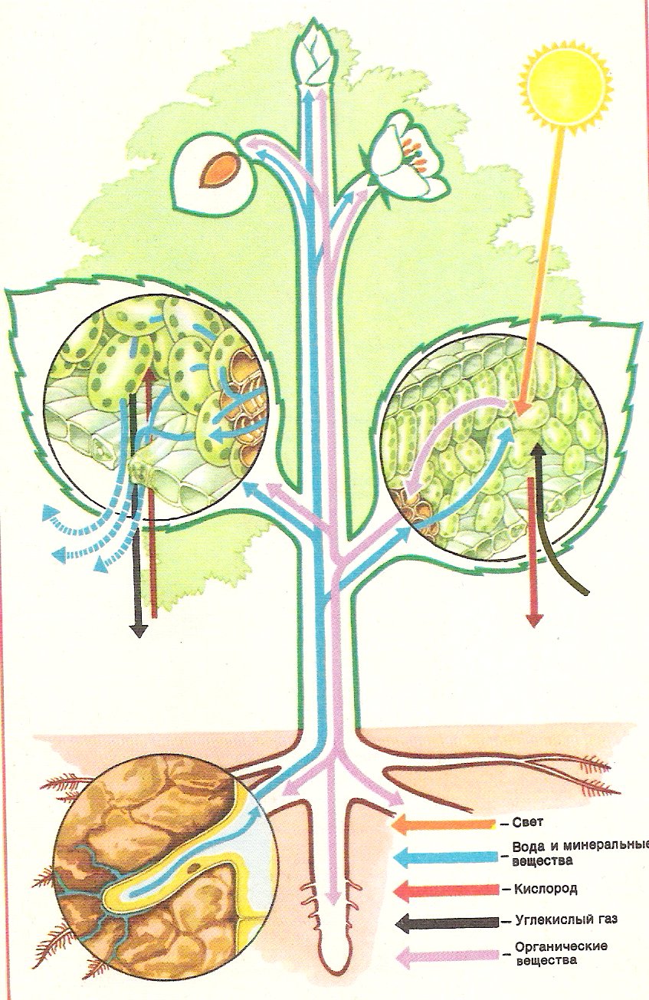 – Свет
– Вода и минеральные
вещества
– Кислород
– Углекислый газ
– Органические
вещества